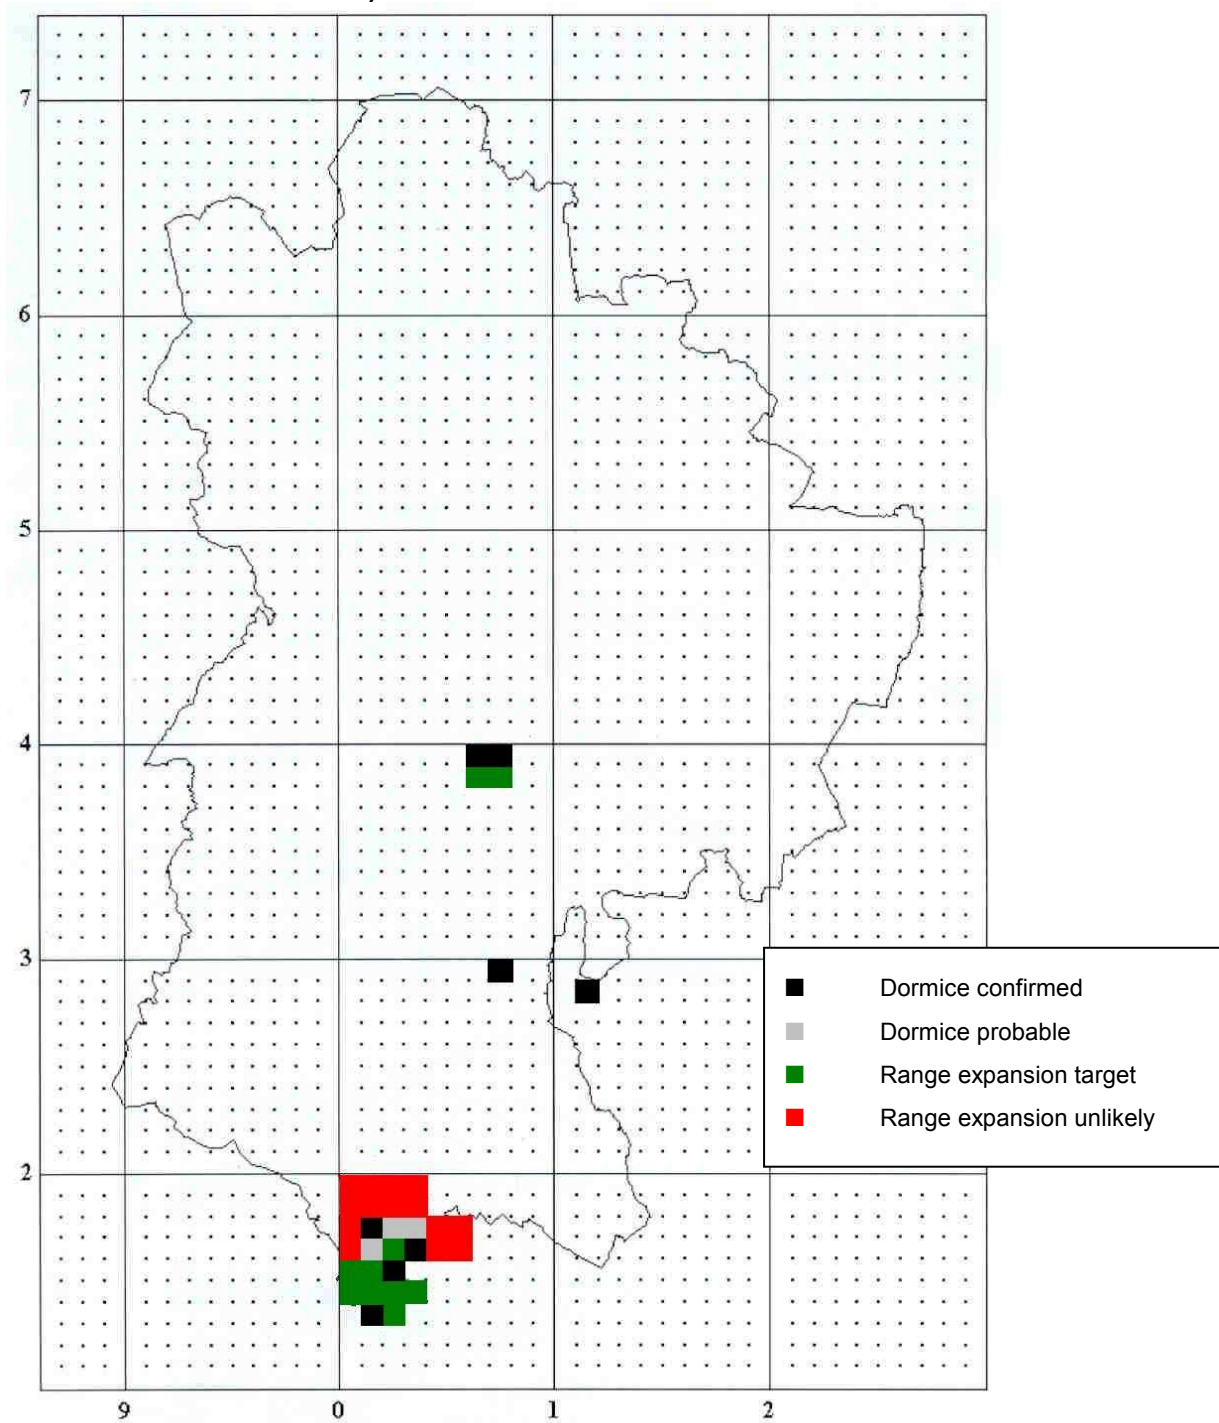 7
6
5
4
3
2
9 0 1 2
Dormice confirmed
Dormice probable
Range expansion target
Range expansion unlikely